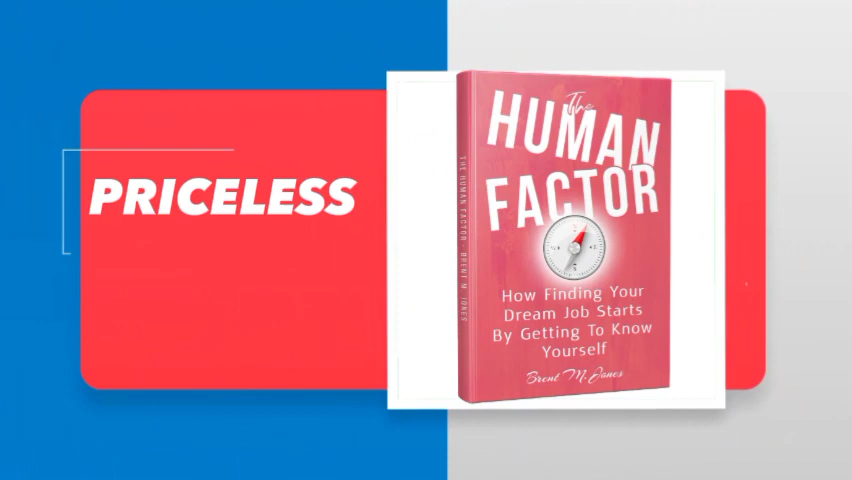 PRICELESS
The
HUMAN
FACTOR
How Finding Your
Dream Job Starts
By Getting To Know
Yourself
Brent M. Jones
THE HUMAN FACTOR - BRENT M. JONES